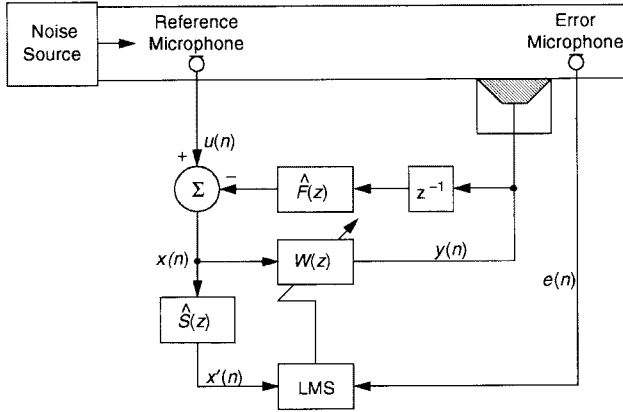 Noise
Source
Reference
Microphone
Error
Microphone
u(n)
+
−
Σ
F̂(z)
z⁻¹
x(n)
W(z)
y(n)
e(n)
Ŝ(z)
x'(n)
LMS